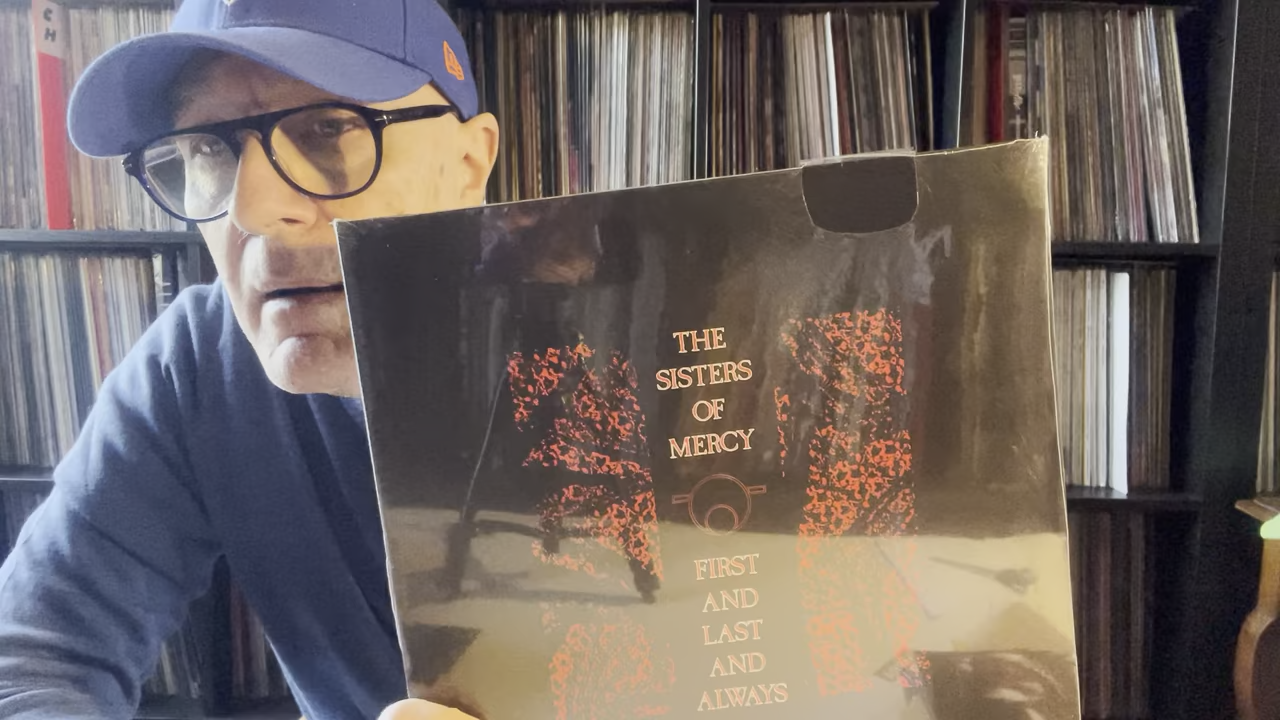 C
H
THE
SISTERS
OF
MERCY
FIRST
AND
LAST
AND
ALWAYS